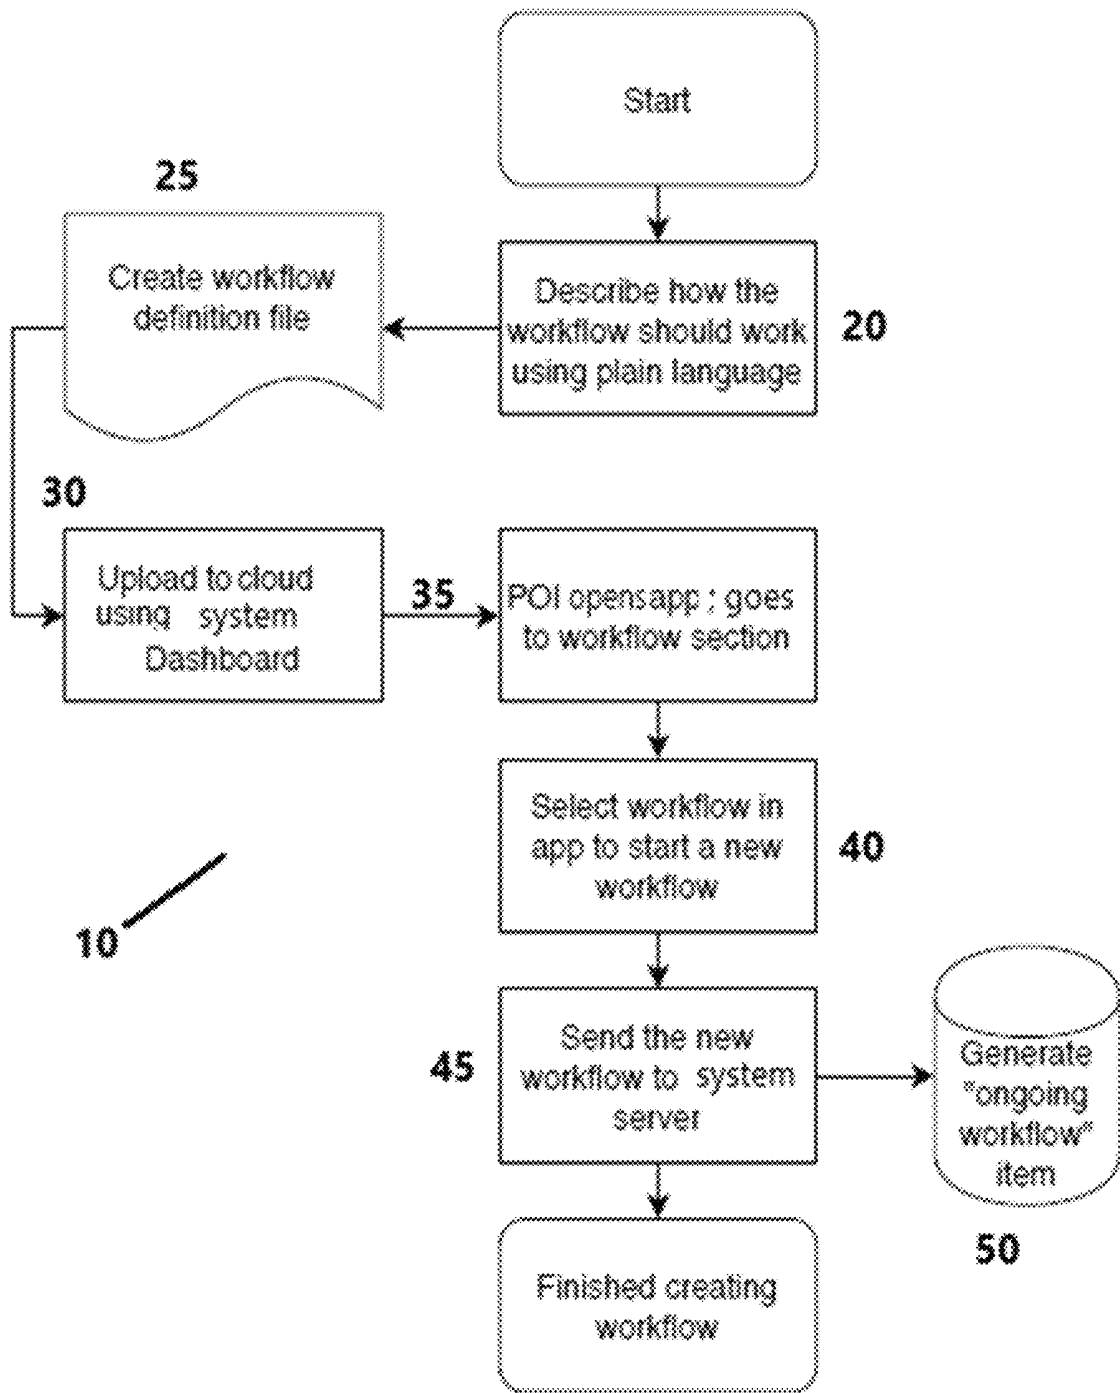 Start
25
Create workflow
definition file
Describe how the
workflow should work
using plain language
20
30
Upload to cloud
using system
Dashboard
35
POI opensapp ; goes
to workflow section
Select workflow in
app to start a new
workflow
40
10
45
Send the new
workflow to system
server
Generate
"ongoing
workflow"
item
50
Finished creating
workflow